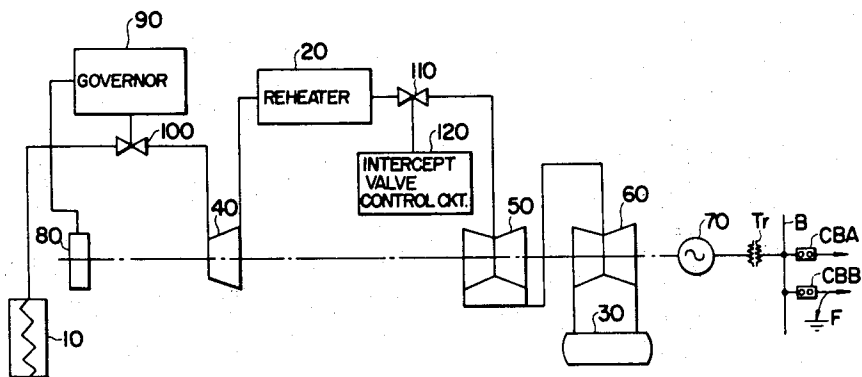 90
GOVERNOR
100
20
REHEATER
110
120
INTERCEPT
VALVE
CONTROL CKT.
40
50
60
70
Tr
B
CBA
CBB
F
80
10
30